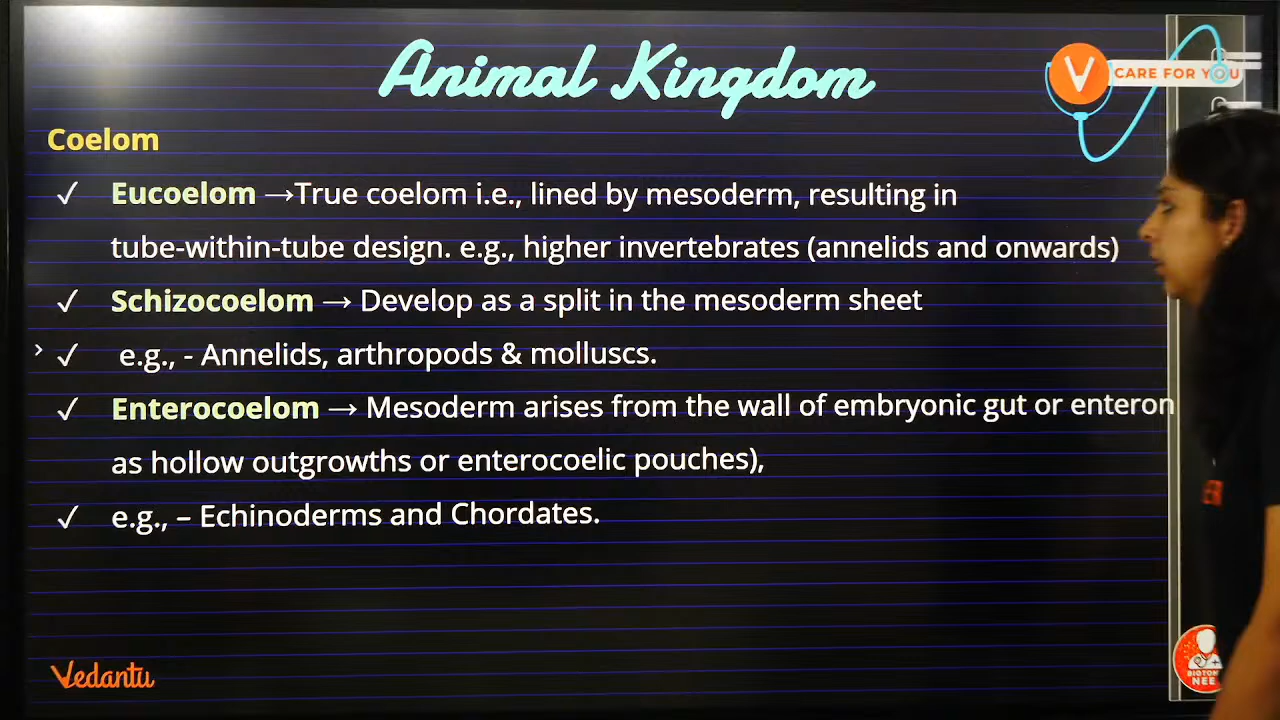 Animal Kingdom
V CARE FOR YOU
Coelom
✓ Eucoelom →True coelom i.e., lined by mesoderm, resulting in
tube-within-tube design. e.g., higher invertebrates (annelids and onwards)
✓ Schizocoelom → Develop as a split in the mesoderm sheet
✓ e.g., - Annelids, arthropods & molluscs.
✓ Enterocoelom → Mesoderm arises from the wall of embryonic gut or enteron
as hollow outgrowths or enterocoelic pouches),
✓ e.g., – Echinoderms and Chordates.
Vedantu